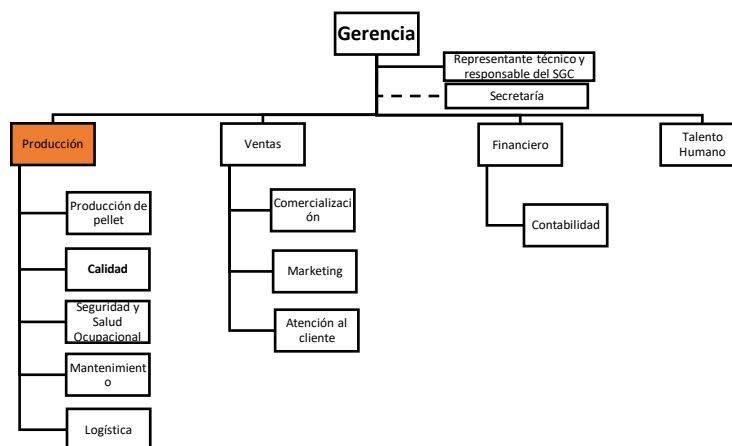 Gerencia
Representante técnico y
responsable del SGC
Secretaría
Producción
Ventas
Financiero
Talento
Humano
Producción de
pellet
Calidad
Seguridad y
Salud
Ocupacional
Mantenimient
o
Logística
Comercializaci
ón
Marketing
Atención al
cliente
Contabilidad